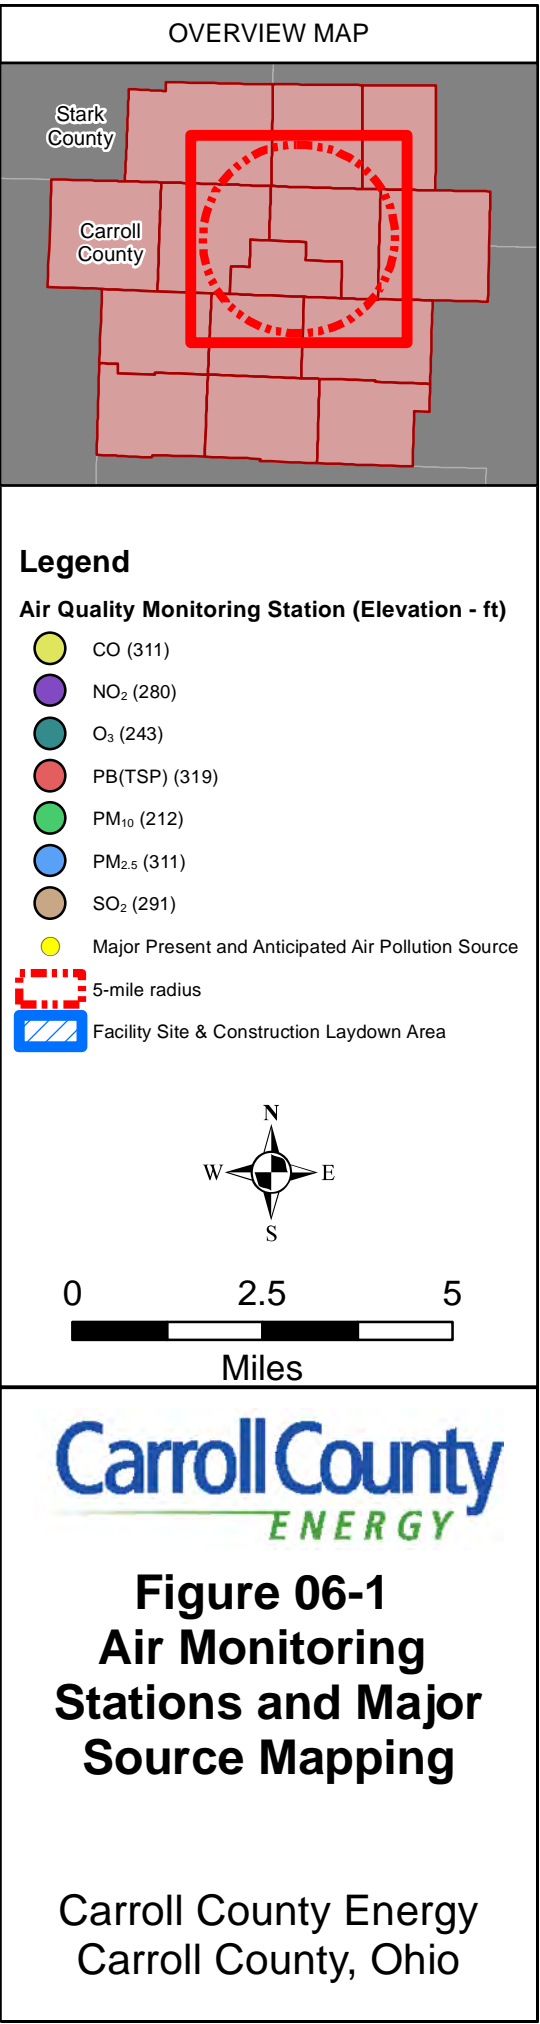 OVERVIEW MAP
Stark
County
Carroll
County
Legend
Air Quality Monitoring Station (Elevation - ft)
CO (311)
NO₂ (280)
O₃ (243)
PB(TSP) (319)
PM₁₀ (212)
PM₂.₅ (311)
SO₂ (291)
Major Present and Anticipated Air Pollution Source
5-mile radius
Facility Site & Construction Laydown Area
N
W E
S
0 2.5 5
Miles
Carroll County
ENERGY
Figure 06-1
Air Monitoring
Stations and Major
Source Mapping
Carroll County Energy
Carroll County, Ohio